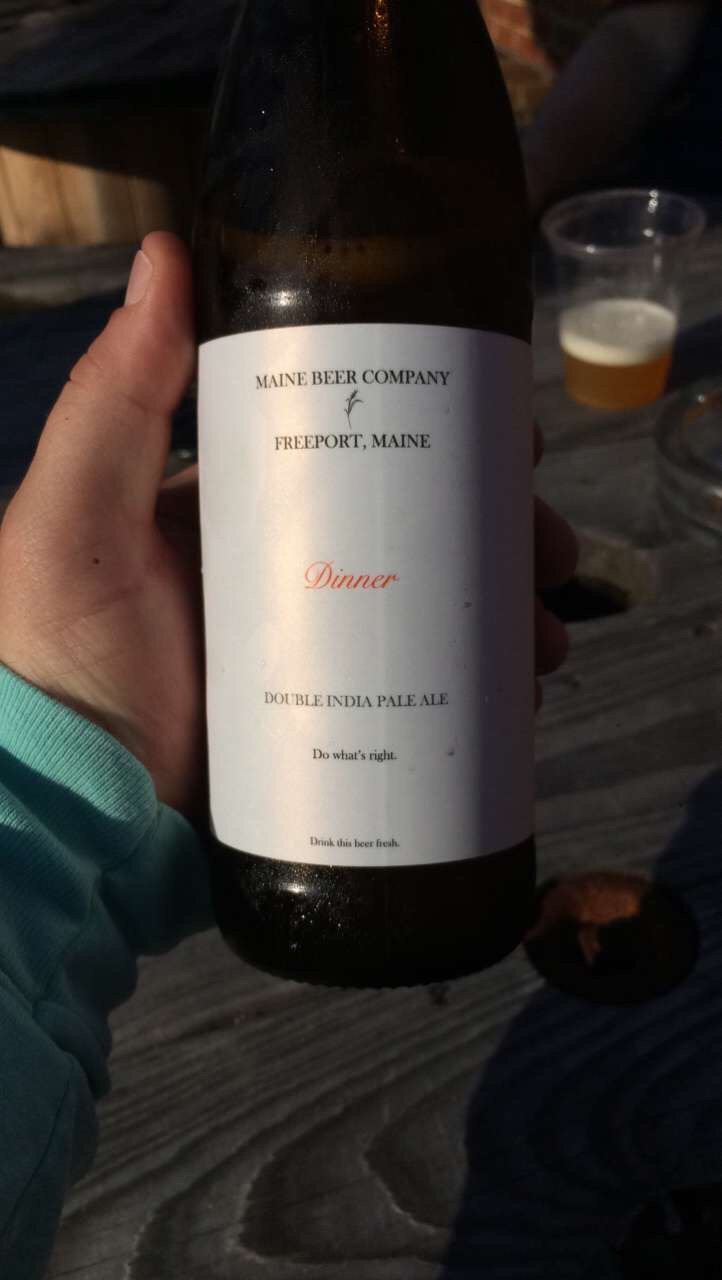 MAINE BEER COMPANY
FREEPORT, MAINE
Dinner
DOUBLE INDIA PALE ALE
Do what's right.
Drink this beer fresh.